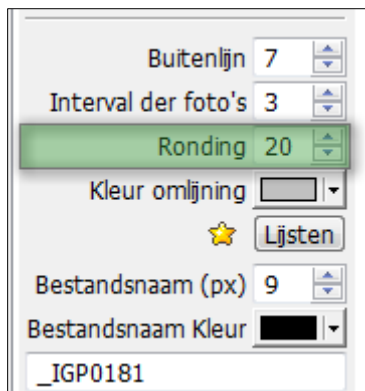 Buitenlijn 7
Interval der foto's 3
Ronding 20
Kleur omlijning
Lijsten
Bestandsnaam (px) 9
Bestandsnaam Kleur
_IGP0181